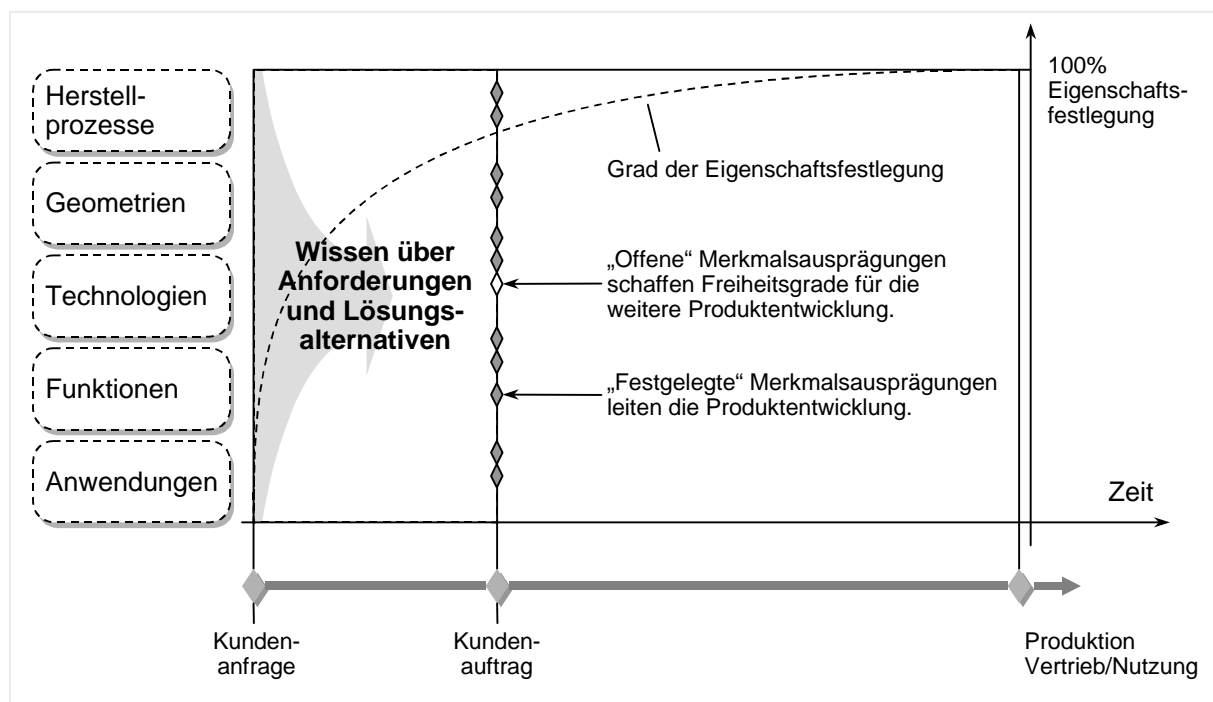 Herstell-
prozesse
Geometrien
Technologien
Funktionen
Anwendungen
100%
Eigenschafts-
festlegung
Grad der Eigenschaftsfestlegung
Wissen über
Anforderungen
und Lösungs-
alternativen
„Offene“ Merkmalsausprägungen
schaffen Freiheitsgrade für die
weitere Produktentwicklung.
„Festgelegte“ Merkmalsausprägungen
leiten die Produktentwicklung.
Zeit
Kunden-
anfrage
Kunden-
auftrag
Produktion
Vertrieb/Nutzung